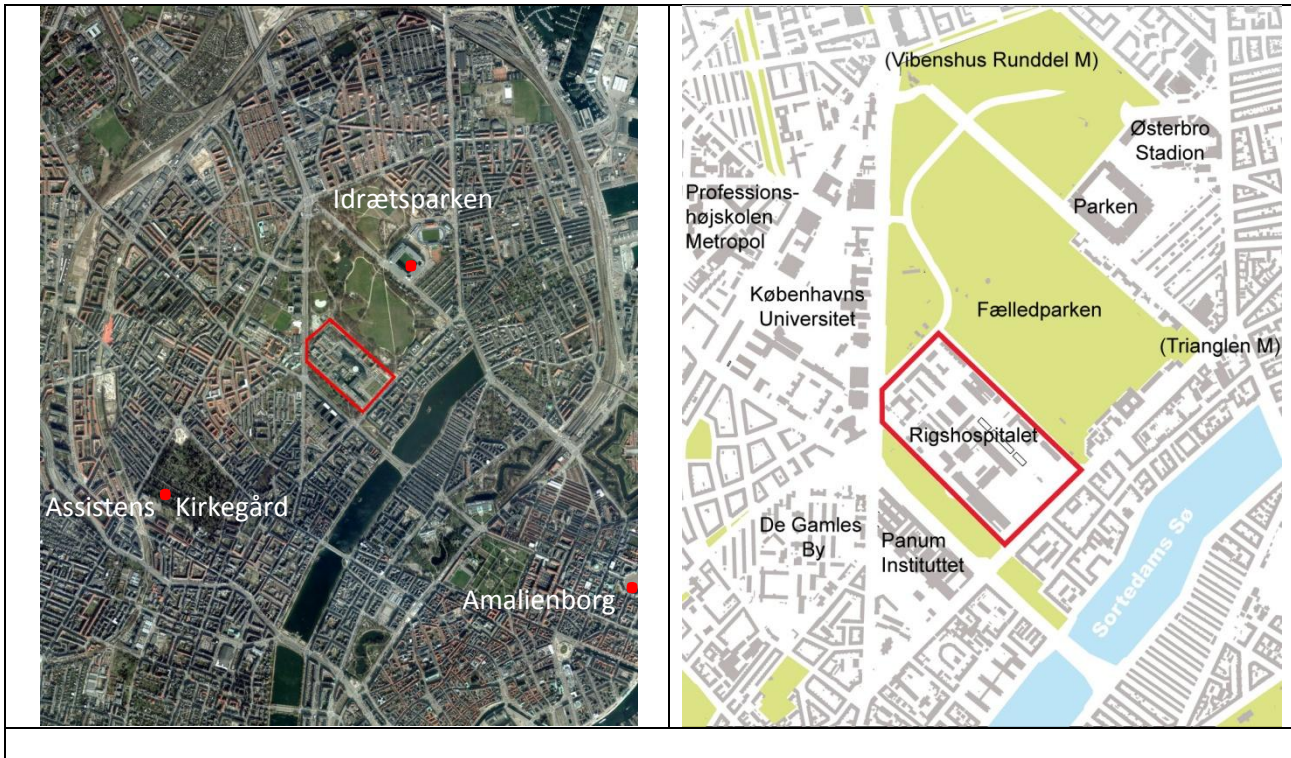 Idrætsparken
Assistens Kirkegård
Amalienborg
(Vibenshus Runddel M)
Østerbro
Stadion
Professions-
højskolen
Metropol
Parken
Københavns
Universitet
Fælledparken
(Trianglen M)
Rigshospitalet
De Gamles
By
Panum
Instituttet
Sortedams Sø